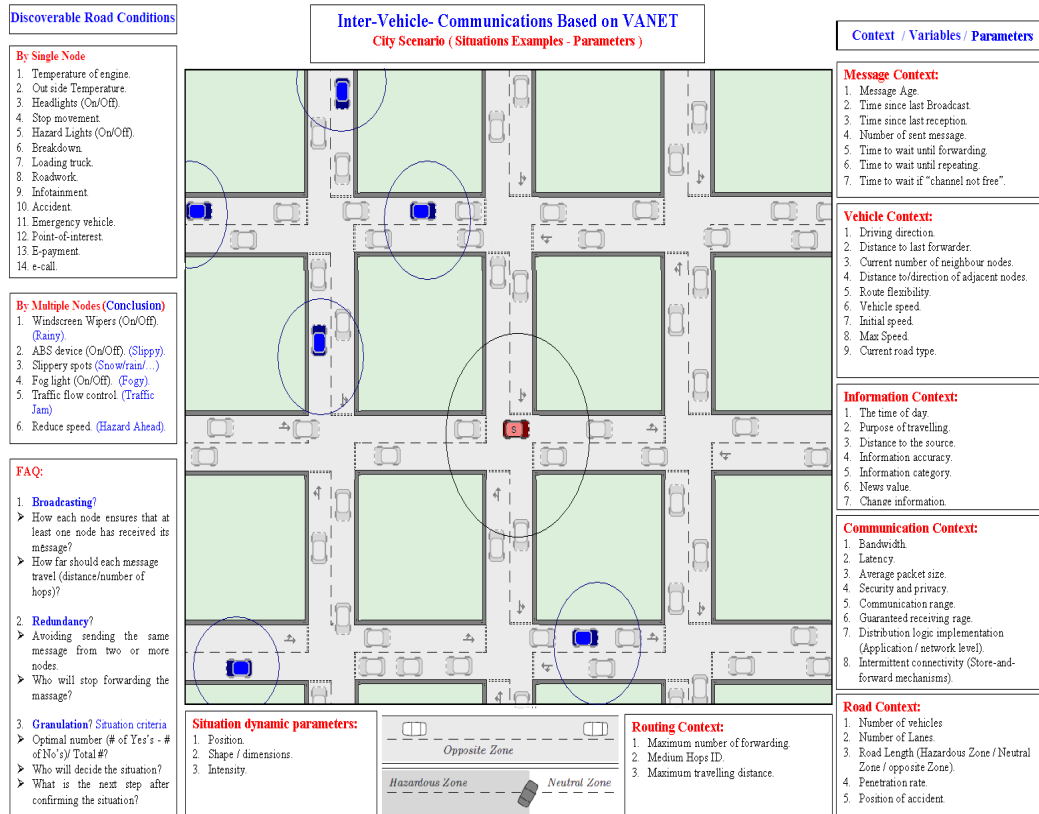 Discoverable Road Conditions
By Single Node
1. Temperature of engine.
2. Out side Temperature.
3. Headlights (On/Off).
4. Stop movement.
5. Hazard Lights (On/Off).
6. Breakdown.
7. Loading truck.
8. Roadwork.
9. Infotainment.
10. Accident.
11. Emergency vehicle.
12. Point-of-interest.
13. E-payment.
14. e-call.
By Multiple Nodes (Conclusion)
1. Windscreen Wipers (On/Off).
(Rainy).
2. ABS device (On/Off). (Slippy).
3. Slippery spots (Snow/rain/...)
4. Fog light (On/Off). (Fogy).
5. Traffic flow control. (Traffic
Jam)
6. Reduce speed. (Hazard Ahead).
FAQ:
1. Broadcasting?
➢ How each node ensures that at
least one node has received its
message?
➢ How far should each message
travel (distance/number of
hops)?
2. Redundancy?
➢ Avoiding sending the same
message from two or more
nodes.
➢ Who will stop forwarding the
massage?
3. Granulation? Situation criteria
➢ Optimal number (# of Yes's - #
of No's)/ Total #?
➢ Who will decide the situation?
➢ What is the next step after
confirming the situation?
Inter-Vehicle- Communications Based on VANET
City Scenario ( Situations Examples - Parameters )
S
Situation dynamic parameters:
1. Position.
2. Shape / dimensions.
3. Intensity.
Opposite Zone
Hazardous Zone
Neutral Zone
Routing Context:
1. Maximum number of forwarding.
2. Medium Hops ID.
3. Maximum travelling distance.
Context / Variables / Parameters
Message Context:
1. Message Age.
2. Time since last Broadcast.
3. Time since last reception.
4. Number of sent message.
5. Time to wait until forwarding.
6. Time to wait until repeating.
7. Time to wait if “channel not free”.
Vehicle Context:
1. Driving direction.
2. Distance to last forwarder.
3. Current number of neighbour nodes.
4. Distance to/direction of adjacent nodes.
5. Route flexibility.
6. Vehicle speed.
7. Initial speed.
8. Max Speed.
9. Current road type.
Information Context:
1. The time of day.
2. Purpose of travelling.
3. Distance to the source.
4. Information accuracy.
5. Information category.
6. News value.
7. Change information.
Communication Context:
1. Bandwidth.
2. Latency.
3. Average packet size.
4. Security and privacy.
5. Communication range.
6. Guaranteed receiving rage.
7. Distribution logic implementation
(Application / network level).
8. Intermittent connectivity (Store-and-
forward mechanisms).
Road Context:
1. Number of vehicles
2. Number of Lanes.
3. Road Length (Hazardous Zone / Neutral
Zone / opposite Zone).
4. Penetration rate.
5. Position of accident.